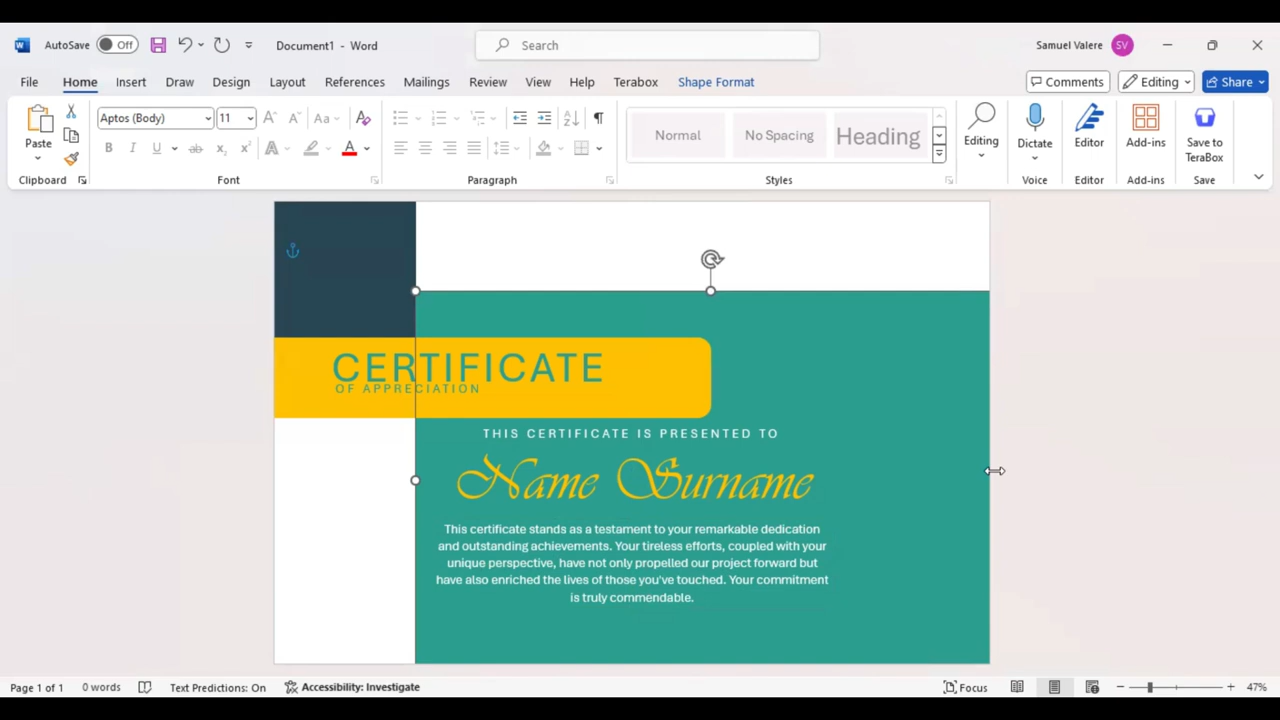 AutoSave Off Document1 - Word Search Samuel Valere SV
File Home Insert Draw Design Layout References Mailings Review View Help Terabox Shape Format Comments Editing Share
Paste Aptos (Body) 11 A A Aa A Normal No Spacing Heading Editing Dictate Editor Add-ins Save to TeraBox
B I U ab x x A A
Clipboard Font Paragraph Styles Voice Editor Add-ins Save
CERTIFICATE
OF APPRECIATION
THIS CERTIFICATE IS PRESENTED TO
Name Surname
This certificate stands as a testament to your remarkable dedication
and outstanding achievements. Your tireless efforts, coupled with your
unique perspective, have not only propelled our project forward but
have also enriched the lives of those you've touched. Your commitment
is truly commendable.
Page 1 of 1 0 words Text Predictions: On Accessibility: Investigate Focus 47%